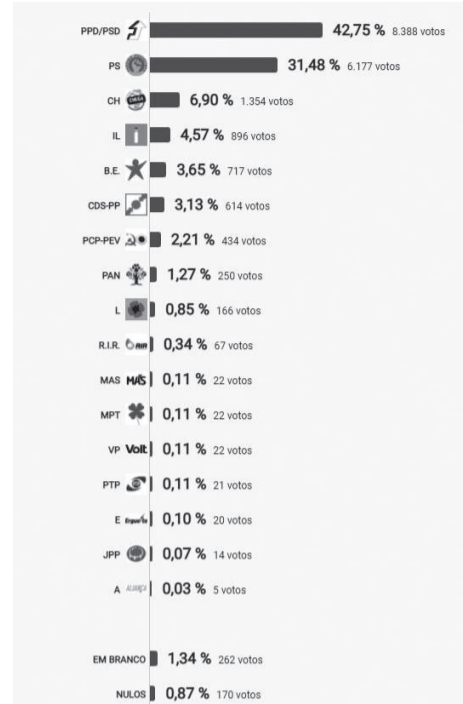 PPD/PSD 42,75 % 8.388 votos
PS 31,48 % 6.177 votos
CH 6,90 % 1.354 votos
IL 4,57 % 896 votos
B.E. 3,65 % 717 votos
CDS-PP 3,13 % 614 votos
PCP-PEV 2,21 % 434 votos
PAN 1,27 % 250 votos
L 0,85 % 166 votos
R.I.R. 0,34 % 67 votos
MAS MAS 0,11 % 22 votos
MPT 0,11 % 22 votos
VP Volt 0,11 % 22 votos
PTP 0,11 % 21 votos
E 0,10 % 20 votos
JPP 0,07 % 14 votos
A 0,03 % 5 votos
EM BRANCO 1,34 % 262 votos
NULOS 0,87 % 170 votos